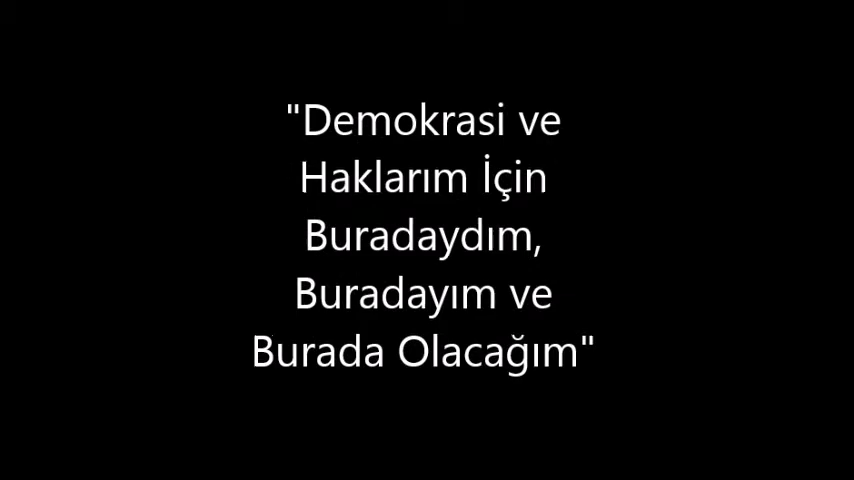 "Demokrasi ve
Haklarım İçin
Buradaydım,
Buradayım ve
Burada Olacağım"